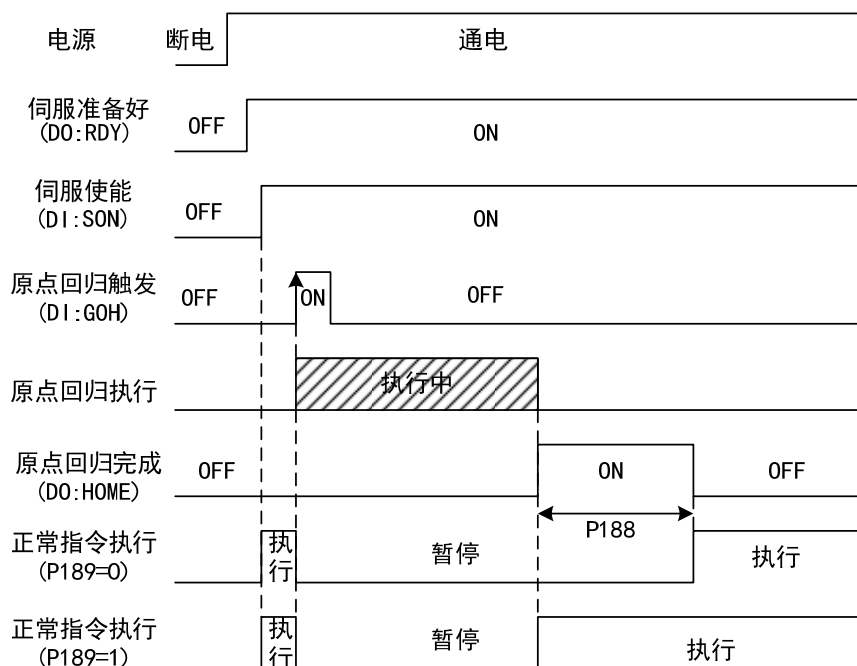 电源 断电 通电
伺服准备好
(DO:RDY) OFF ON
伺服使能
(DI:SON) OFF ON
原点回归触发
(DI:GOH) OFF ON OFF
原点回归执行 执行中
原点回归完成
(DO:HOME) OFF ON OFF
P188
正常指令执行
(P189=0) 执行 暂停 执行
正常指令执行
(P189=1) 执行 暂停 执行